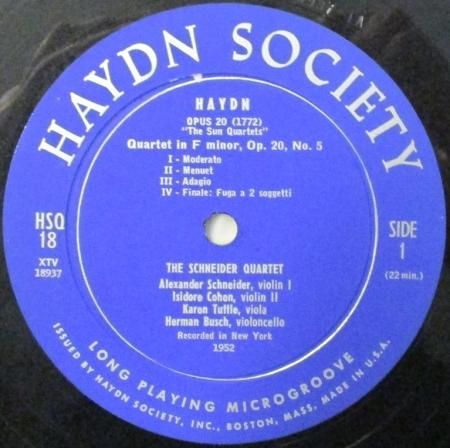 HAYDN SOCIETY
HAYDN
OPUS 20 (1772)
"The Sun Quartets"
Quartet in F minor, Op. 20, No. 5
I - Moderato
II - Menuet
III - Adagio
IV - Finale: Fuga a 2 soggetti
HSQ
18
XTV
18937
SIDE
1
(22 min.)
THE SCHNEIDER QUARTET
Alexander Schneider, violin I
Isidore Cohon, violin II
Karon Tuttle, viola
Herman Busch, violoncello
Recorded in New York
1952
LONG PLAYING MICROGROOVE
ISSUED BY HAYDN SOCIETY, INC., BOSTON, MASS. MADE IN U.S.A.